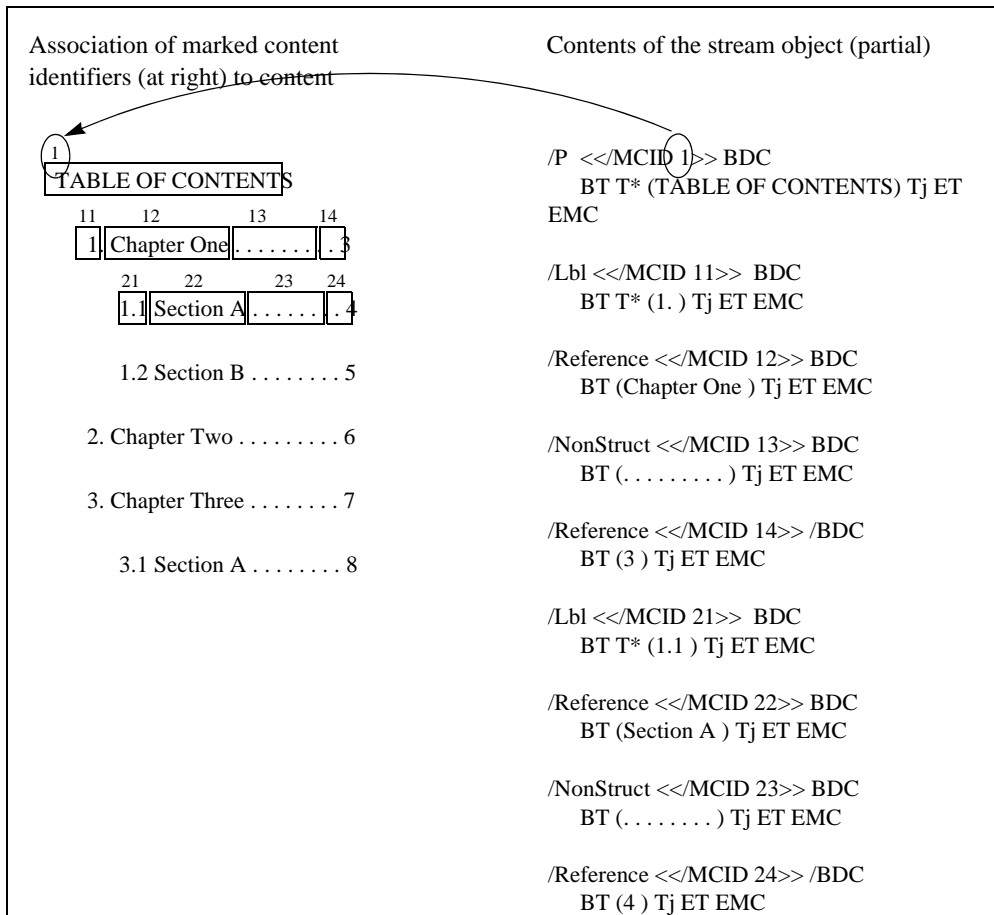 Association of marked content
identifiers (at right) to content
1
TABLE OF CONTENTS
11 12 13 14
1. Chapter One . . . . . . . . . 3
21 22 23 24
1.1 Section A . . . . . . . . 4
1.2 Section B . . . . . . . . 5
2. Chapter Two . . . . . . . . . 6
3. Chapter Three . . . . . . . . 7
3.1 Section A . . . . . . . . 8
Contents of the stream object (partial)
/P <</MCID 1>> BDC
BT T* (TABLE OF CONTENTS) Tj ET
EMC
/Lbl <</MCID 11>> BDC
BT T* (1. ) Tj ET EMC
/Reference <</MCID 12>> BDC
BT (Chapter One ) Tj ET EMC
/NonStruct <</MCID 13>> BDC
BT (. . . . . . . . . ) Tj ET EMC
/Reference <</MCID 14>> /BDC
BT (3 ) Tj ET EMC
/Lbl <</MCID 21>> BDC
BT T* (1.1 ) Tj ET EMC
/Reference <</MCID 22>> BDC
BT (Section A ) Tj ET EMC
/NonStruct <</MCID 23>> BDC
BT (. . . . . . . . ) Tj ET EMC
/Reference <</MCID 24>> /BDC
BT (4 ) Tj ET EMC